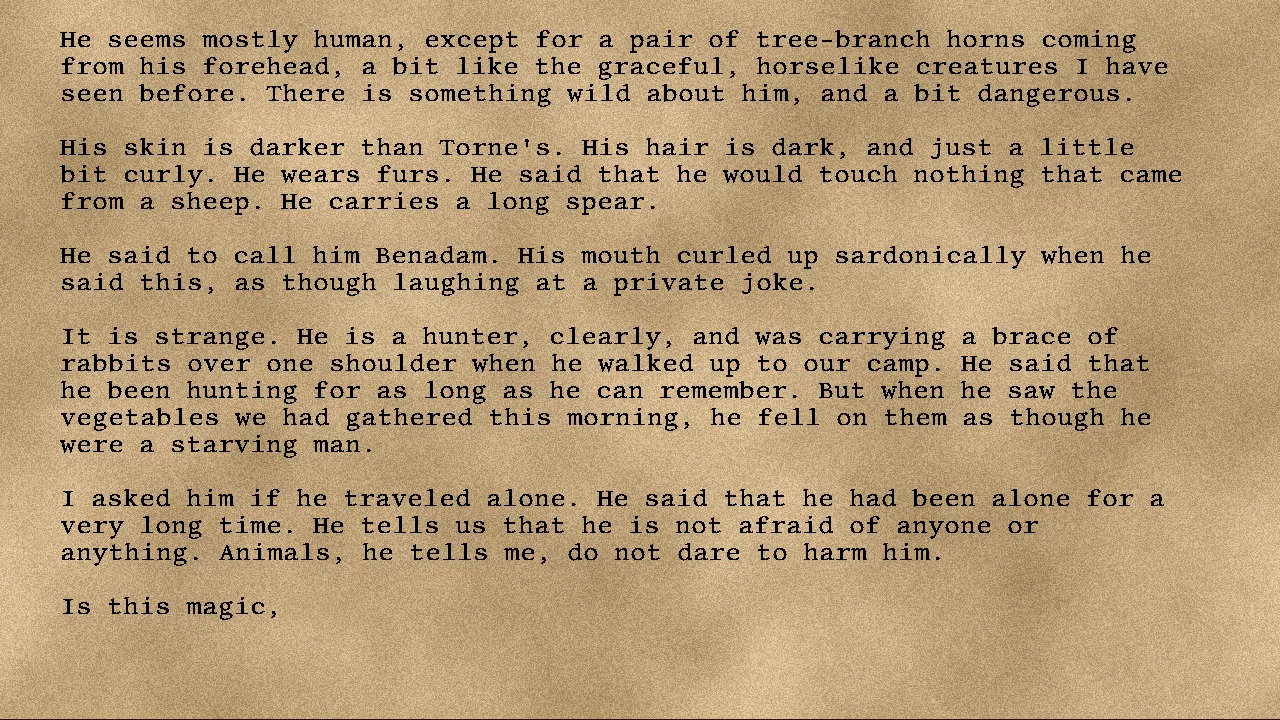 He seems mostly human, except for a pair of tree-branch horns coming
from his forehead, a bit like the graceful, horselike creatures I have
seen before. There is something wild about him, and a bit dangerous.
His skin is darker than Torne's. His hair is dark, and just a little
bit curly. He wears furs. He said that he would touch nothing that came
from a sheep. He carries a long spear.
He said to call him Benadam. His mouth curled up sardonically when he
said this, as though laughing at a private joke.
It is strange. He is a hunter, clearly, and was carrying a brace of
rabbits over one shoulder when he walked up to our camp. He said that
he been hunting for as long as he can remember. But when he saw the
vegetables we had gathered this morning, he fell on them as though he
were a starving man.
I asked him if he traveled alone. He said that he had been alone for a
very long time. He tells us that he is not afraid of anyone or
anything. Animals, he tells me, do not dare to harm him.
Is this magic,